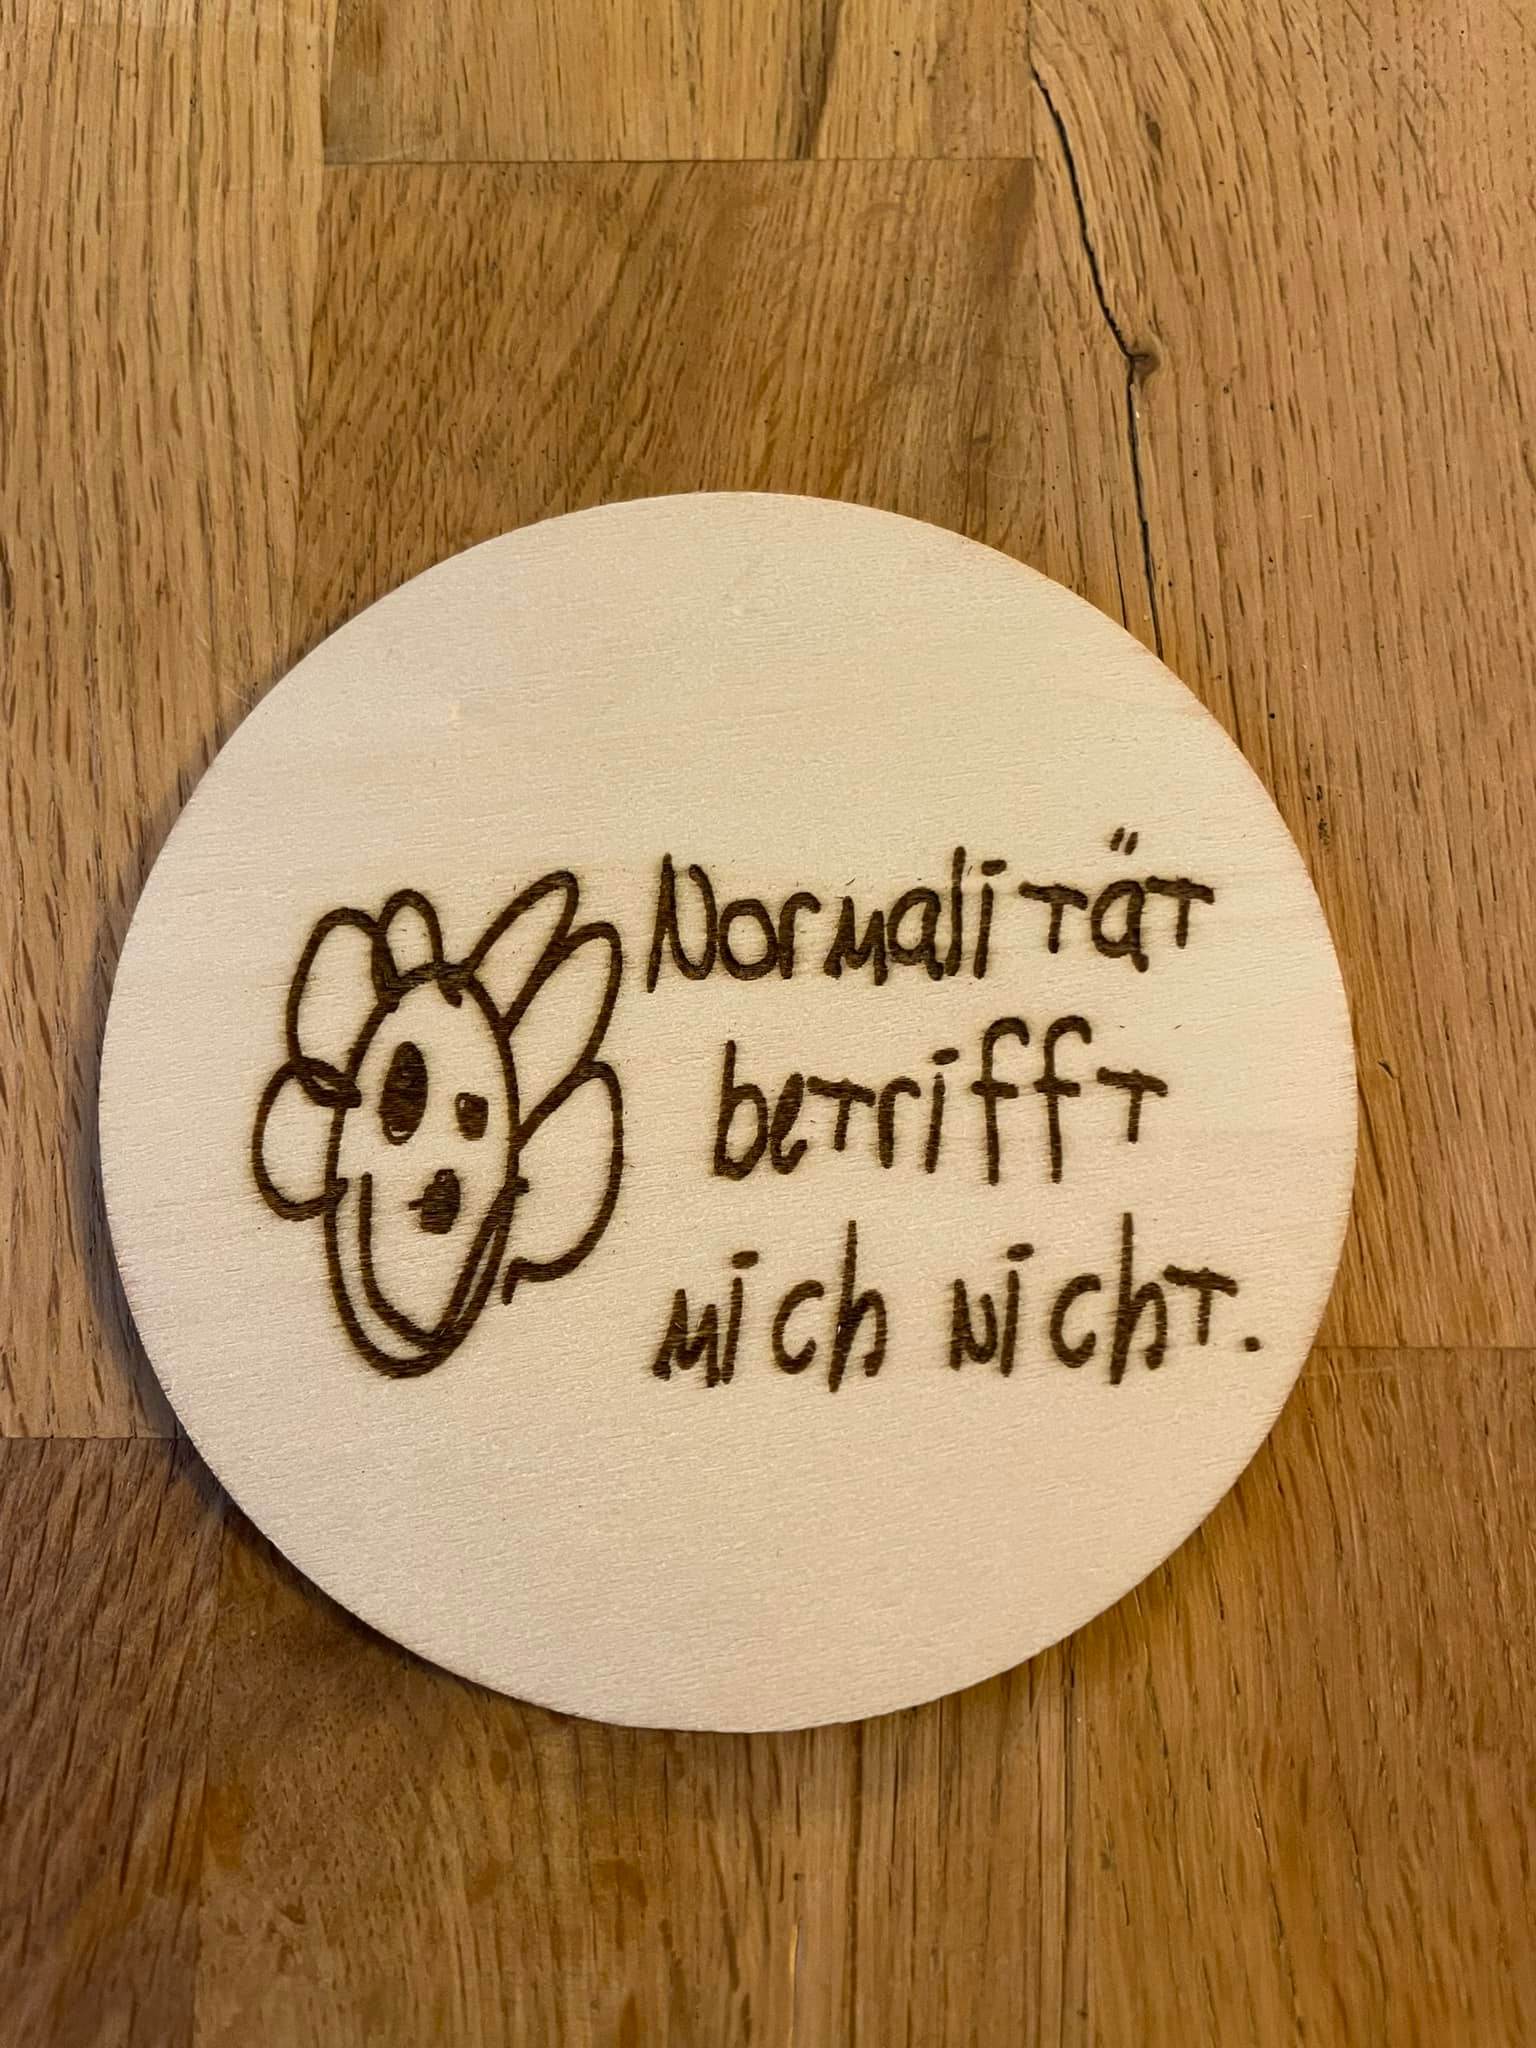 Normalität
betrifft
mich nicht.